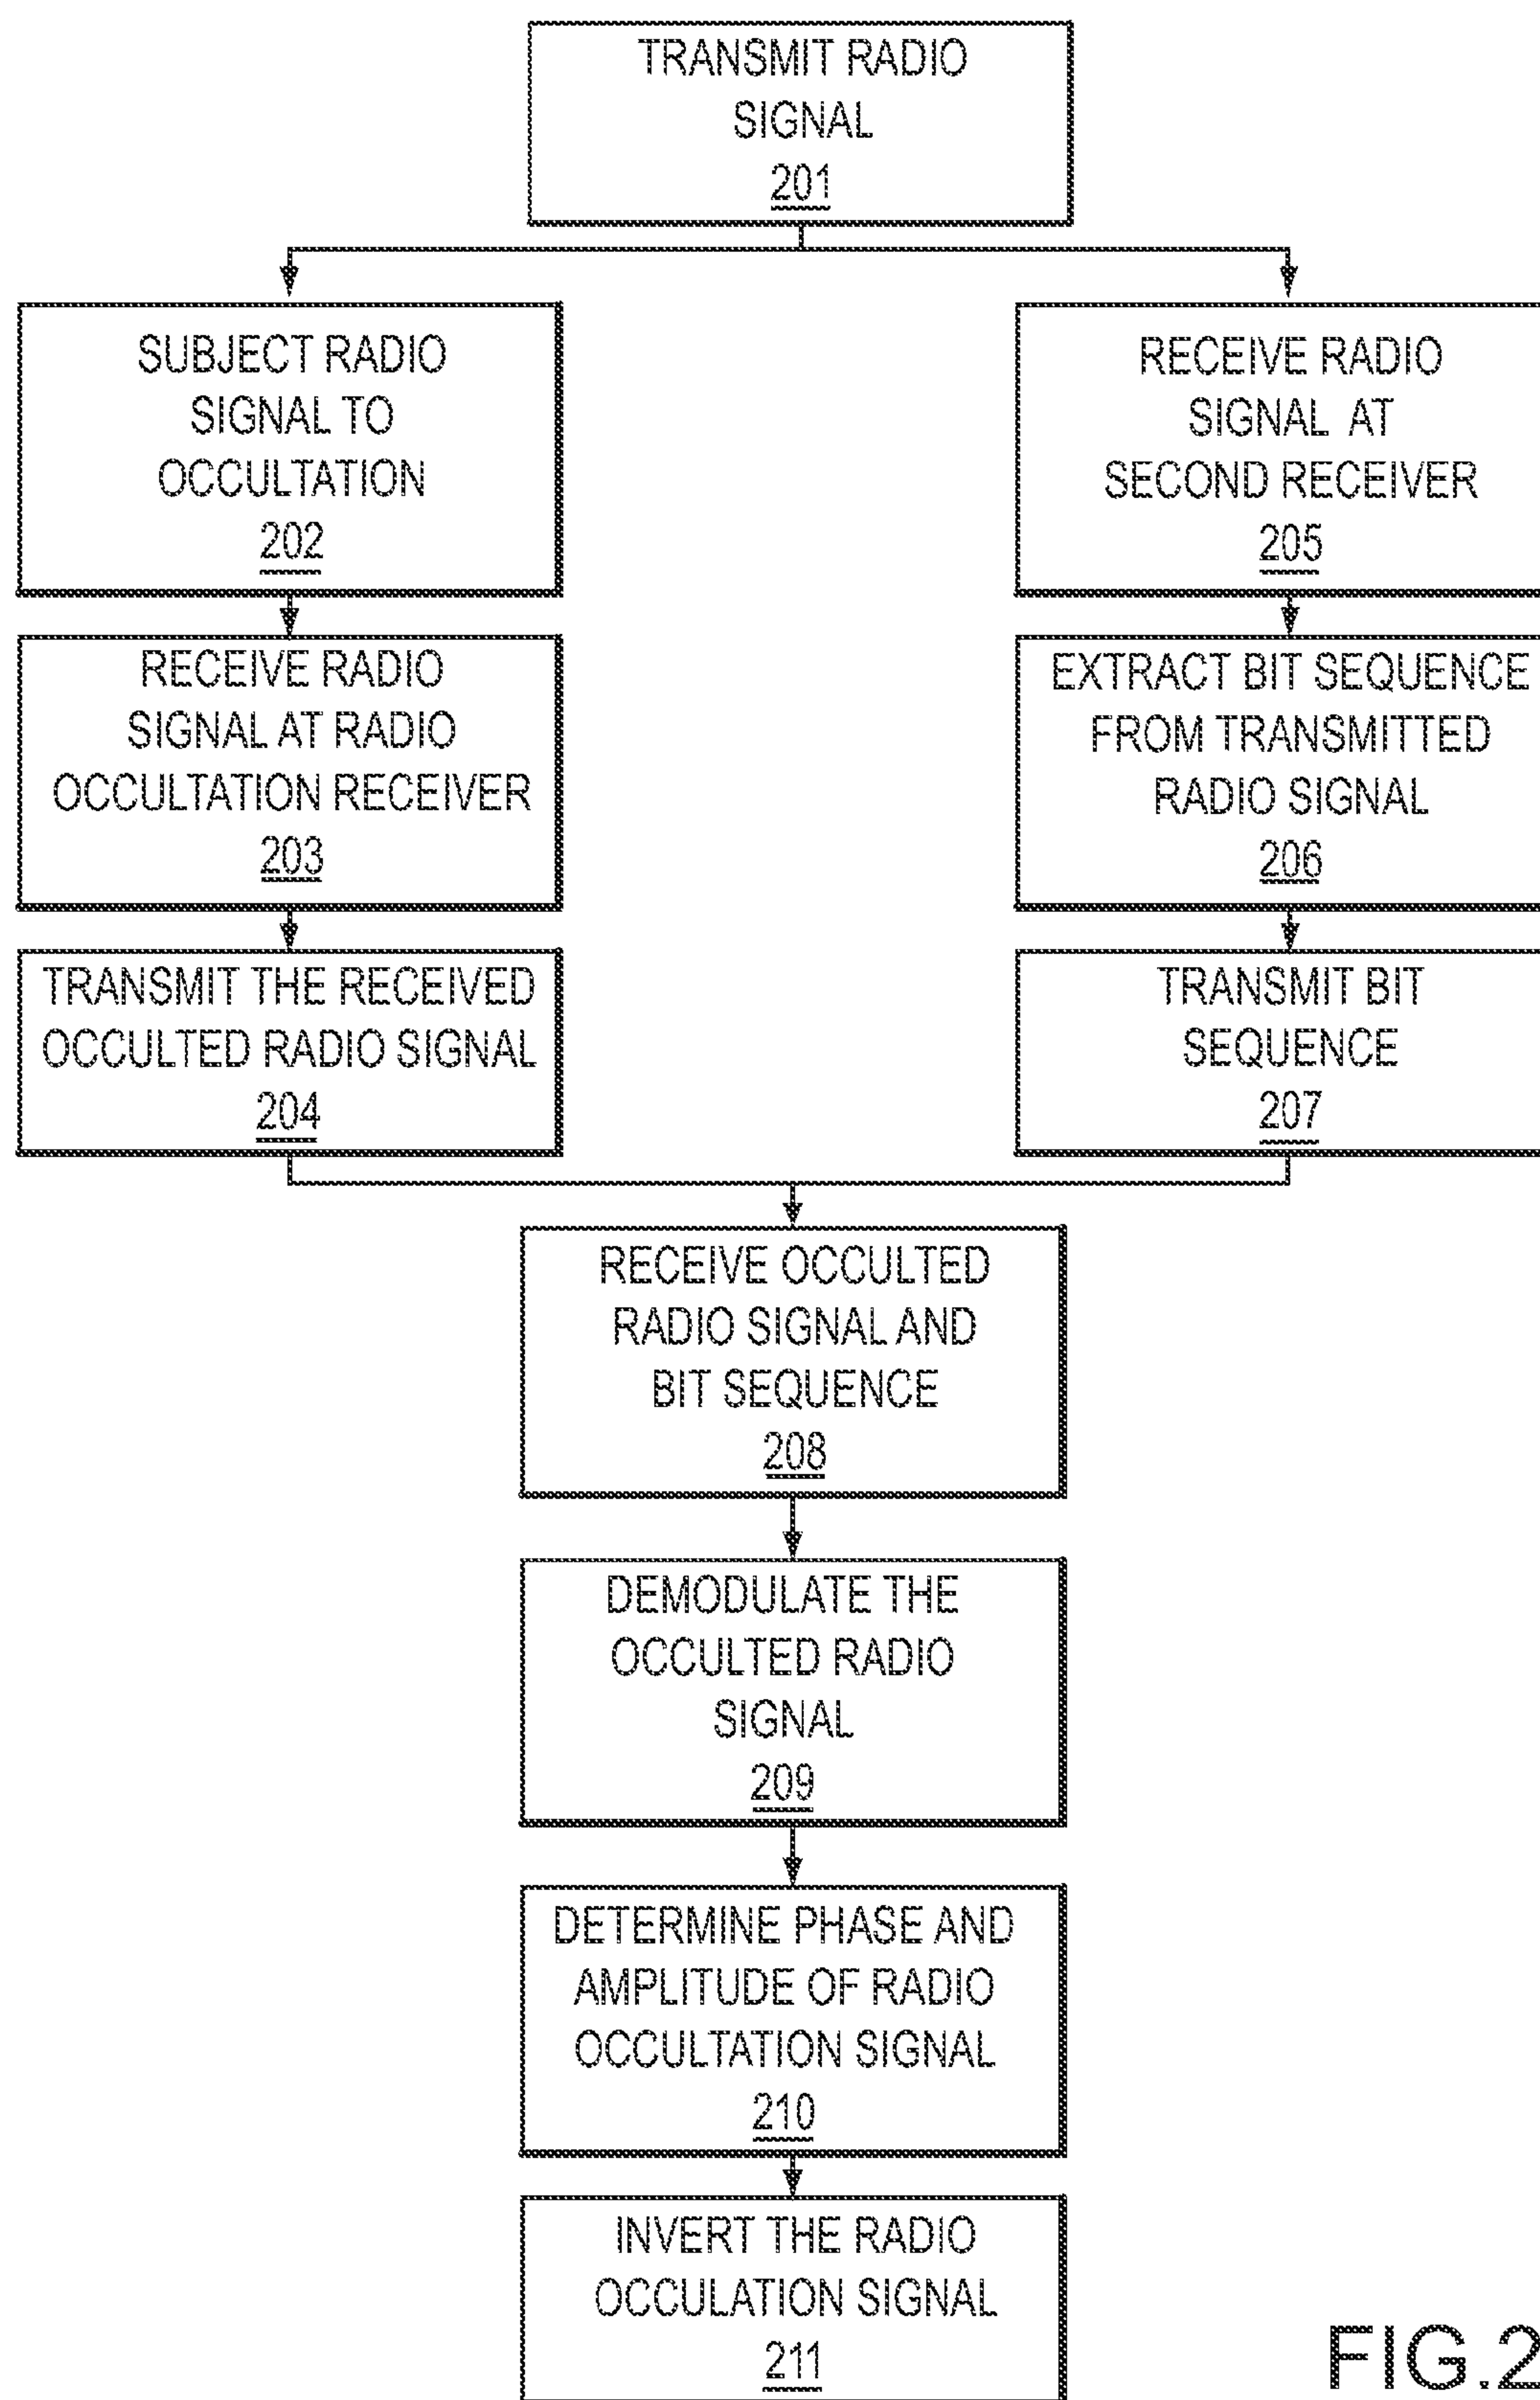 TRANSMIT RADIO
SIGNAL
201
SUBJECT RADIO
SIGNAL TO
OCCULTATION
202
RECEIVE RADIO
SIGNAL AT RADIO
OCCULTATION RECEIVER
203
TRANSMIT THE RECEIVED
OCCULTED RADIO SIGNAL
204
RECEIVE RADIO
SIGNAL AT
SECOND RECEIVER
205
EXTRACT BIT SEQUENCE
FROM TRANSMITTED
RADIO SIGNAL
206
TRANSMIT BIT
SEQUENCE
207
RECEIVE OCCULTED
RADIO SIGNAL AND
BIT SEQUENCE
208
DEMODULATE THE
OCCULTED RADIO
SIGNAL
209
DETERMINE PHASE AND
AMPLITUDE OF RADIO
OCCULTATION SIGNAL
210
INVERT THE RADIO
OCCULATION SIGNAL
211
FIG.2